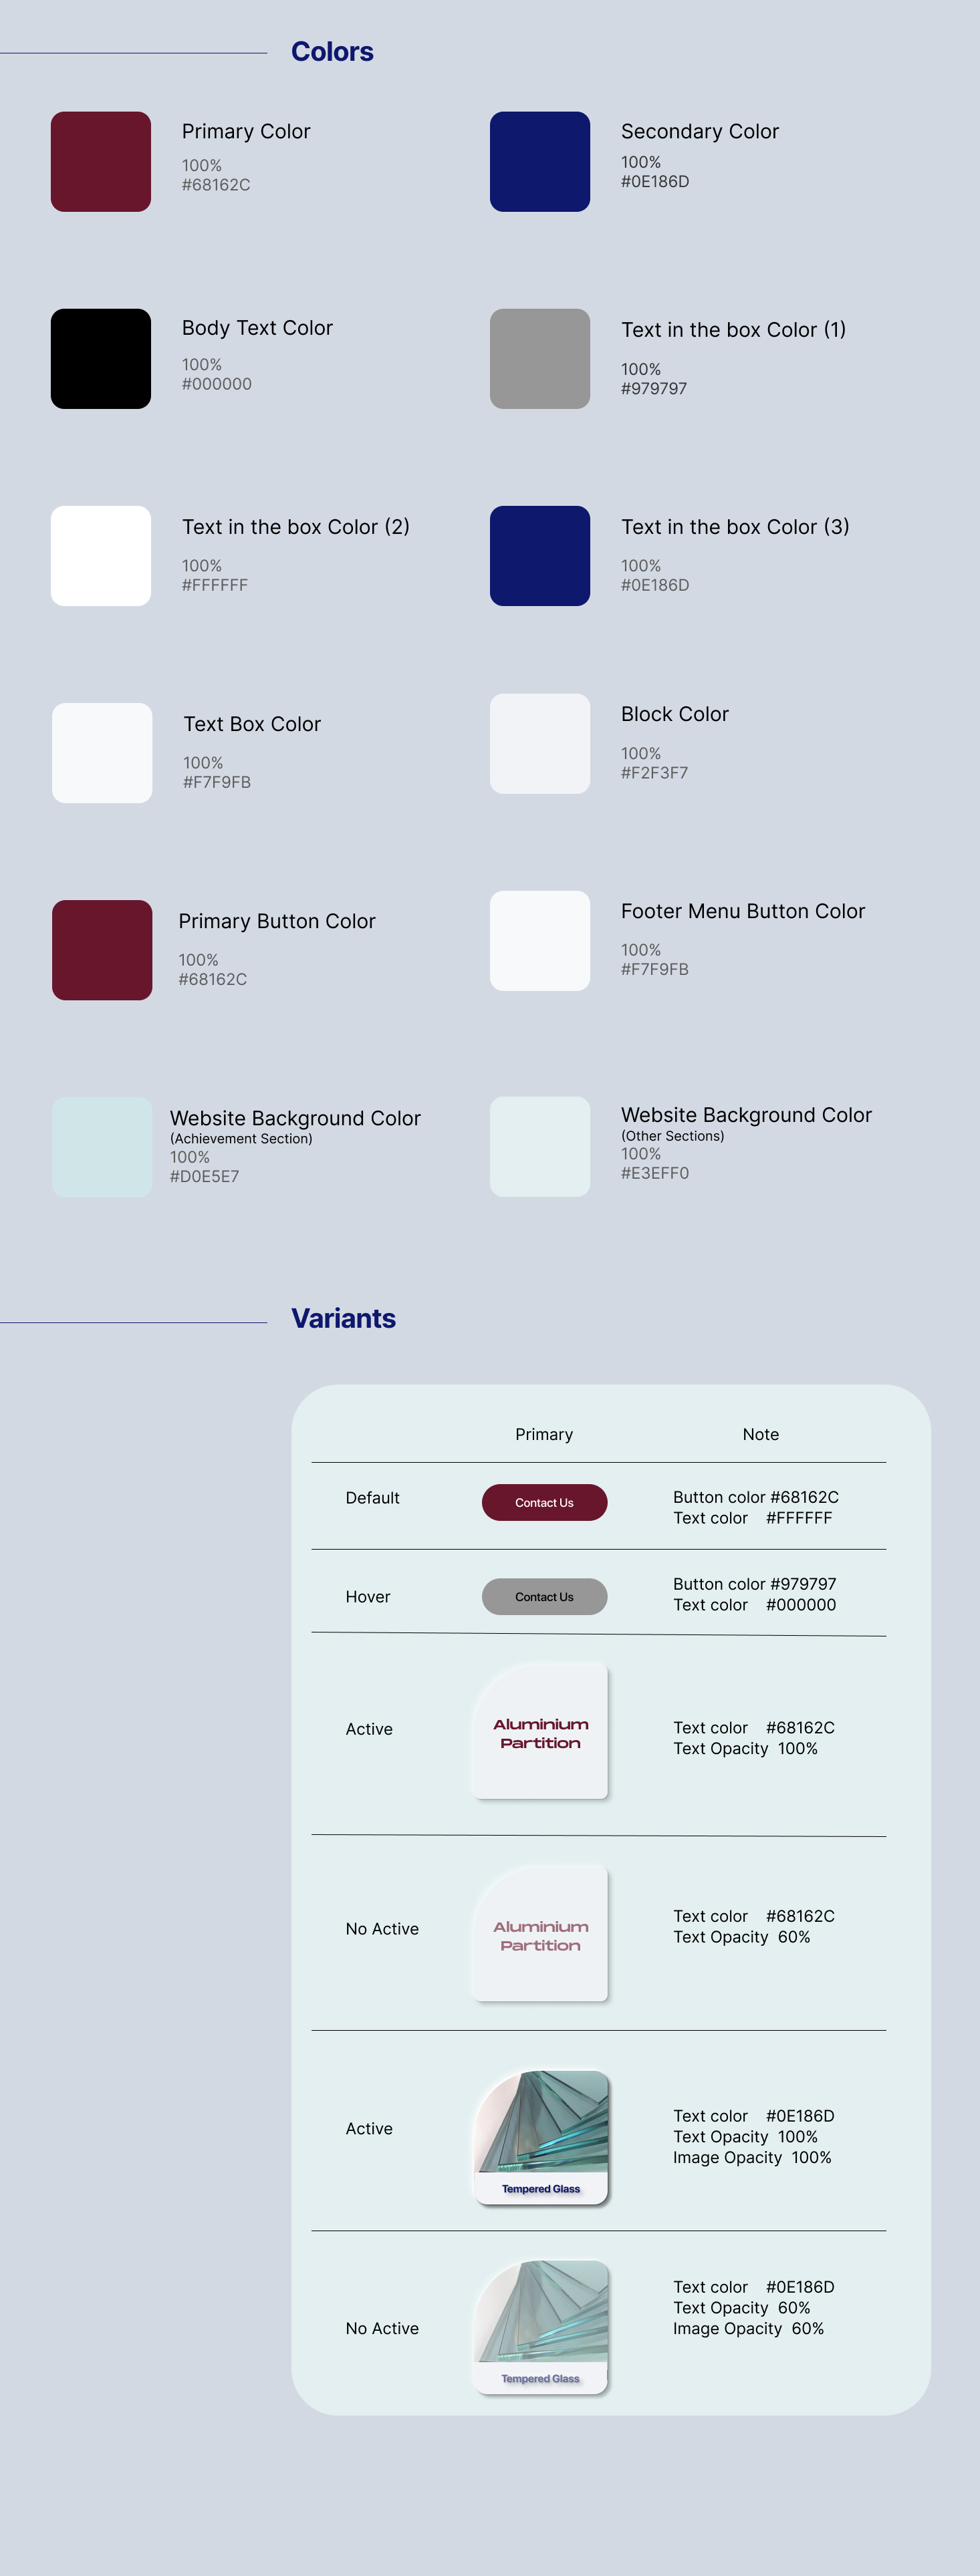 Colors
Primary Color
100%
#68162C
Secondary Color
100%
#0E186D
Body Text Color
100%
#000000
Text in the box Color (1)
100%
#979797
Text in the box Color (2)
100%
#FFFFFF
Text in the box Color (3)
100%
#0E186D
Text Box Color
100%
#F7F9FB
Block Color
100%
#F2F3F7
Primary Button Color
100%
#68162C
Footer Menu Button Color
100%
#F7F9FB
Website Background Color
(Achievement Section)
100%
#D0E5E7
Website Background Color
(Other Sections)
100%
#E3EFF0
Variants
Primary
Note
Default
Contact Us
Button color #68162C
Text color #FFFFFF
Hover
Contact Us
Button color #979797
Text color #000000
Active
Aluminium
Partition
Text color #68162C
Text Opacity 100%
No Active
Aluminium
Partition
Text color #68162C
Text Opacity 60%
Active
Tempered Glass
Text color #0E186D
Text Opacity 100%
Image Opacity 100%
No Active
Tempered Glass
Text color #0E186D
Text Opacity 60%
Image Opacity 60%